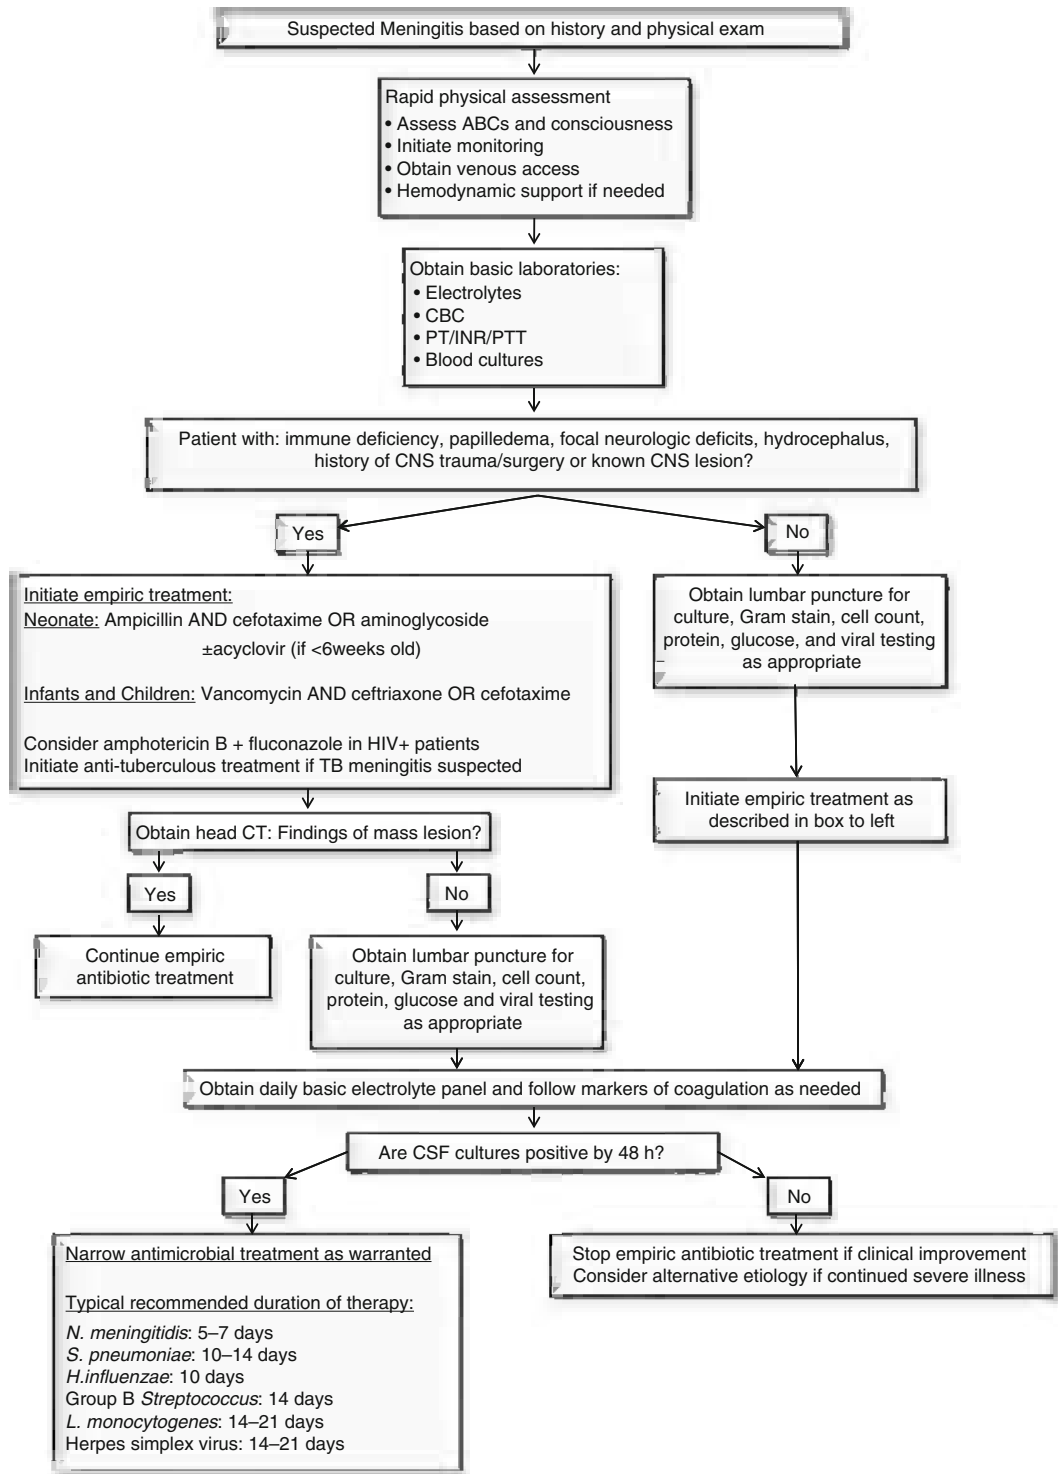 Suspected Meningitis based on history and physical exam
Rapid physical assessment
• Assess ABCs and consciousness
• Initiate monitoring
• Obtain venous access
• Hemodynamic support if needed
Obtain basic laboratories:
• Electrolytes
• CBC
• PT/INR/PTT
• Blood cultures
Patient with: immune deficiency, papilledema, focal neurologic deficits, hydrocephalus,
history of CNS trauma/surgery or known CNS lesion?
Yes
No
Initiate empiric treatment:
Neonate: Ampicillin AND cefotaxime OR aminoglycoside
±acyclovir (if <6weeks old)
Infants and Children: Vancomycin AND ceftriaxone OR cefotaxime
Consider amphotericin B + fluconazole in HIV+ patients
Initiate anti-tuberculous treatment if TB meningitis suspected
Obtain lumbar puncture for
culture, Gram stain, cell count,
protein, glucose, and viral testing
as appropriate
Initiate empiric treatment as
described in box to left
Obtain head CT: Findings of mass lesion?
Yes
No
Continue empiric
antibiotic treatment
Obtain lumbar puncture for
culture, Gram stain, cell count,
protein, glucose and viral testing
as appropriate
Obtain daily basic electrolyte panel and follow markers of coagulation as needed
Are CSF cultures positive by 48 h?
Yes
No
Narrow antimicrobial treatment as warranted
Typical recommended duration of therapy:
N. meningitidis: 5–7 days
S. pneumoniae: 10–14 days
H.influenzae: 10 days
Group B Streptococcus: 14 days
L. monocytogenes: 14–21 days
Herpes simplex virus: 14–21 days
Stop empiric antibiotic treatment if clinical improvement
Consider alternative etiology if continued severe illness